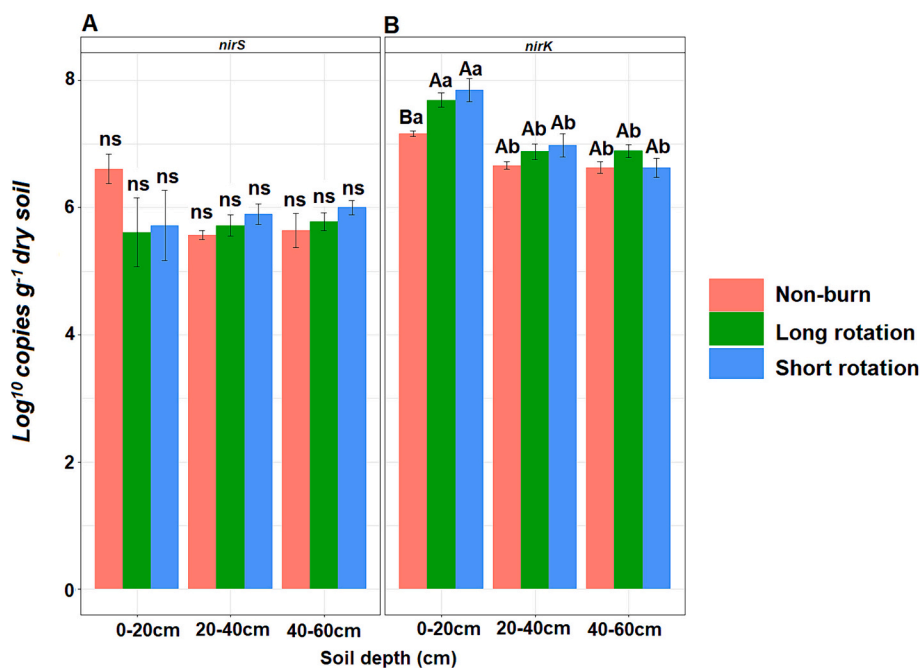 A
B
nirS
nirK
Log¹⁰ copies g⁻¹ dry soil
8
6
4
2
0
ns ns ns
ns ns ns
ns ns ns
Ba Aa Aa
Ab Ab Ab
Ab Ab Ab
0-20cm 20-40cm 40-60cm
0-20cm 20-40cm 40-60cm
Soil depth (cm)
Non-burn
Long rotation
Short rotation